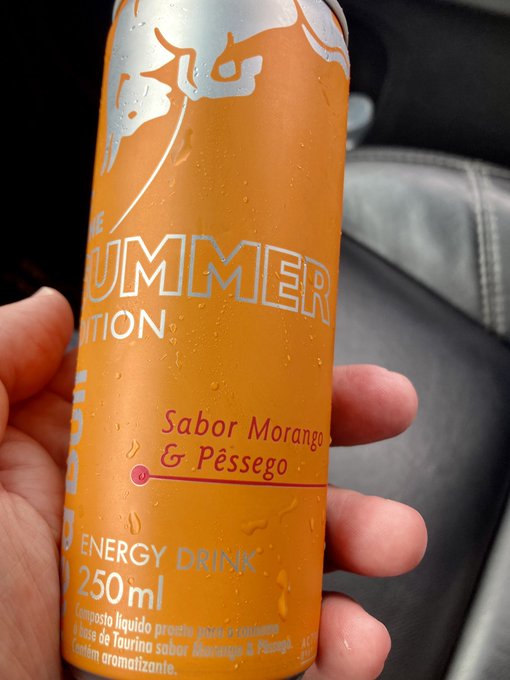 UMMER
ITION
Sabor Morango
& Pêssego
ENERGY DRINK
250ml
Composto líquido pronto para o consumo
à base de Taurina sabor Morango & Pêssego.
Contém aromatizante.